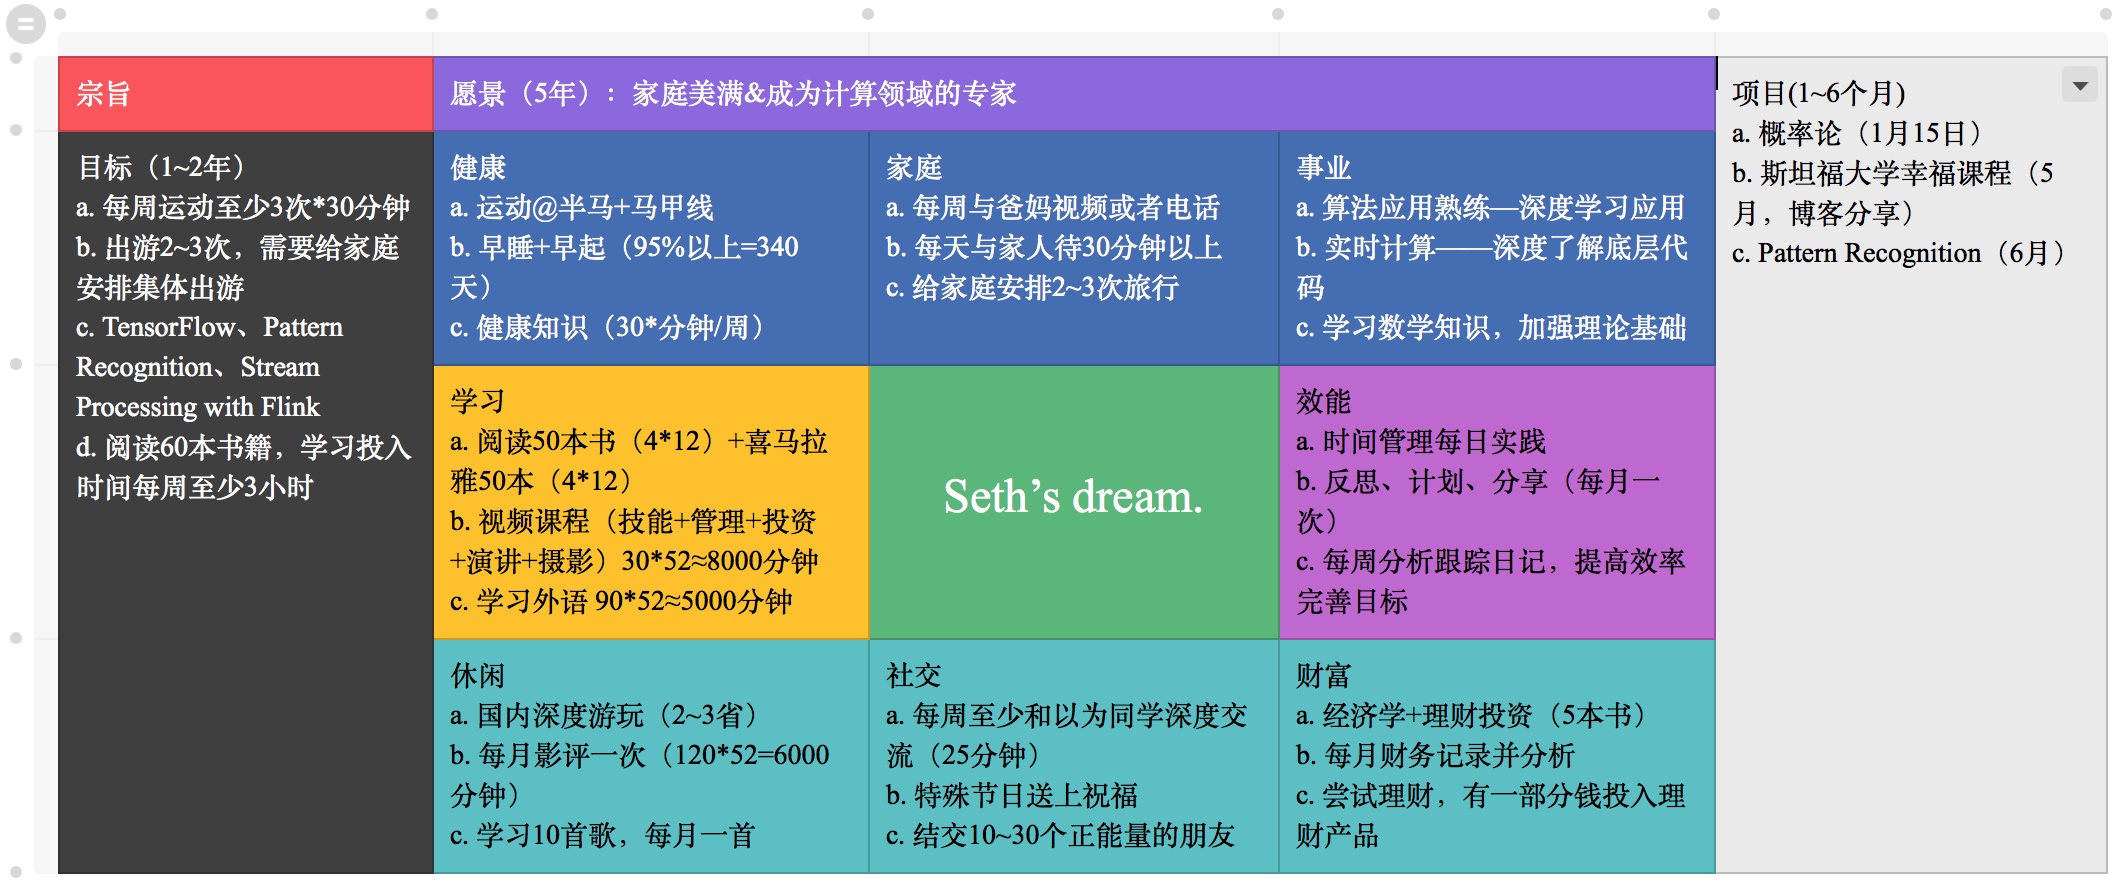 宗旨
愿景（5年）：家庭美满&成为计算领域的专家
目标（1~2年）
a. 每周运动至少3次*30分钟
b. 出游2~3次，需要给家庭
安排集体出游
c. TensorFlow、Pattern
Recognition、Stream
Processing with Flink
d. 阅读60本书籍，学习投入
时间每周至少3小时
健康
a. 运动@半马+马甲线
b. 早睡+早起（95%以上=340
天）
c. 健康知识（30*分钟/周）
家庭
a. 每周与爸妈视频或者电话
b. 每天与家人待30分钟以上
c. 给家庭安排2~3次旅行
事业
a. 算法应用熟练—深度学习应用
b. 实时计算——深度了解底层代
码
c. 学习数学知识，加强理论基础
学习
a. 阅读50本书（4*12）+喜马拉
雅50本（4*12）
b. 视频课程（技能+管理+投资
+演讲+摄影）30*52≈8000分钟
c. 学习外语 90*52≈5000分钟
Seth’s dream.
效能
a. 时间管理每日实践
b. 反思、计划、分享（每月一
次）
c. 每周分析跟踪日记，提高效率
完善目标
休闲
a. 国内深度游玩（2~3省）
b. 每月影评一次（120*52=6000
分钟）
c. 学习10首歌，每月一首
社交
a. 每周至少和以为同学深度交
流（25分钟）
b. 特殊节日送上祝福
c. 结交10~30个正能量的朋友
财富
a. 经济学+理财投资（5本书）
b. 每月财务记录并分析
c. 尝试理财，有一部分钱投入理
财产品
项目(1~6个月)
a. 概率论（1月15日）
b. 斯坦福大学幸福课程（5
月，博客分享）
c. Pattern Recognition（6月）